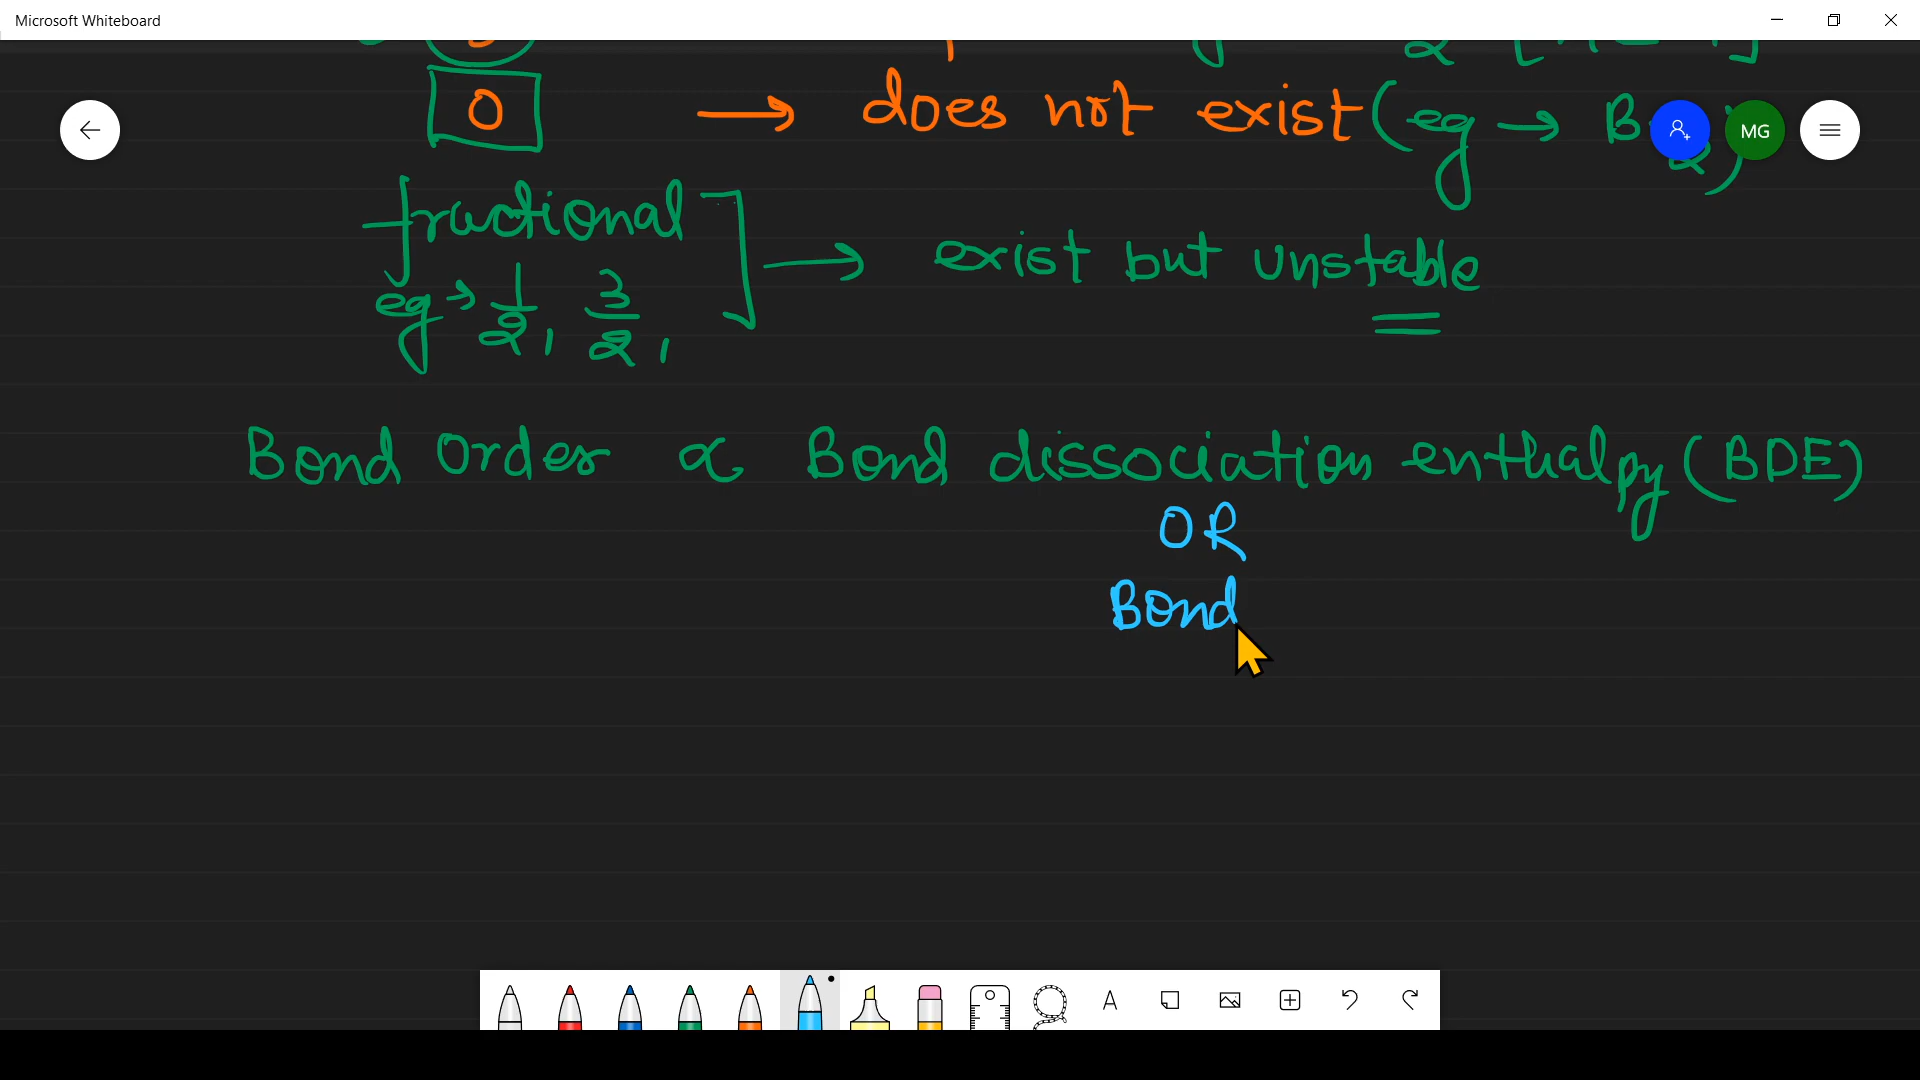 Microsoft Whiteboard
0 → does not exist (eg → B
2)
MG
fractional
eg → 1/2, 3/2,
] → exist but unstable
Bond Order ∝ Bond dissociation enthalpy (BDE)
OR
Bond